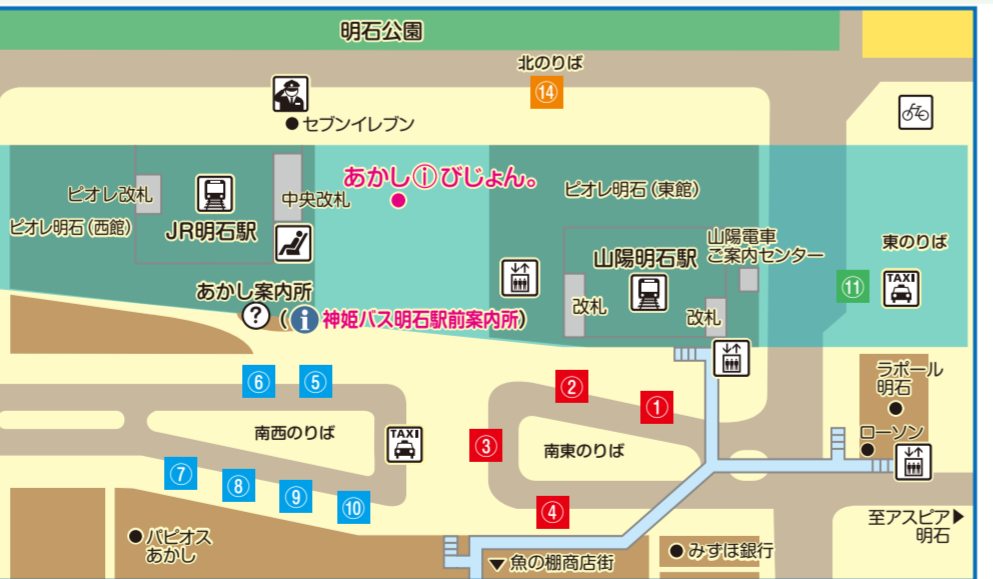 明石公園
北のりば
⑭
セブンイレブン
ピオレ改札
中央改札
あかしⓘびじょん。
ピオレ明石（東館）
ピオレ明石（西館）
JR明石駅
山陽電車
ご案内センター
山陽明石駅
東のりば
TAXI
⑪
改札
改札
あかし案内所
?（i神姫バス明石駅前案内所）
⑥
⑤
②
①
ラポール
明石
ローソン
南西のりば
TAXI
③
南東のりば
⑦
⑧
⑨
⑩
④
至アスピア▶
明石
パピオス
あかし
▼魚の棚商店街
みずほ銀行